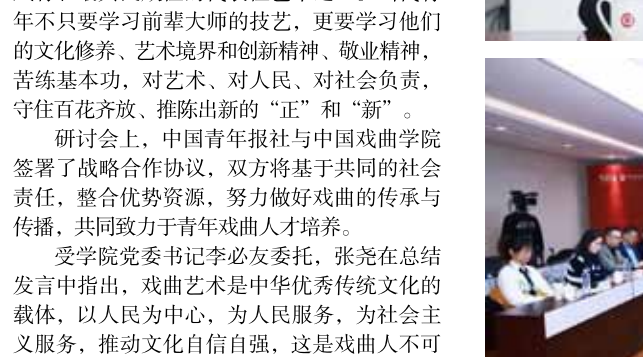 年不只要学习前辈大师的技艺，更要学习他们
的文化修养、艺术境界和创新精神、敬业精神，
苦练基本功，对艺术、对人民、对社会负责，
守住百花齐放、推陈出新的“正”和“新”。
研讨会上，中国青年报社与中国戏曲学院
签署了战略合作协议，双方将基于共同的社会
责任，整合优势资源，努力做好戏曲的传承与
传播，共同致力于青年戏曲人才培养。
受学院党委书记李必友委托，张尧在总结
发言中指出，戏曲艺术是中华优秀传统文化的
载体，以人民为中心，为人民服务，为社会主
义服务，推动文化自信自强，这是戏曲人不可